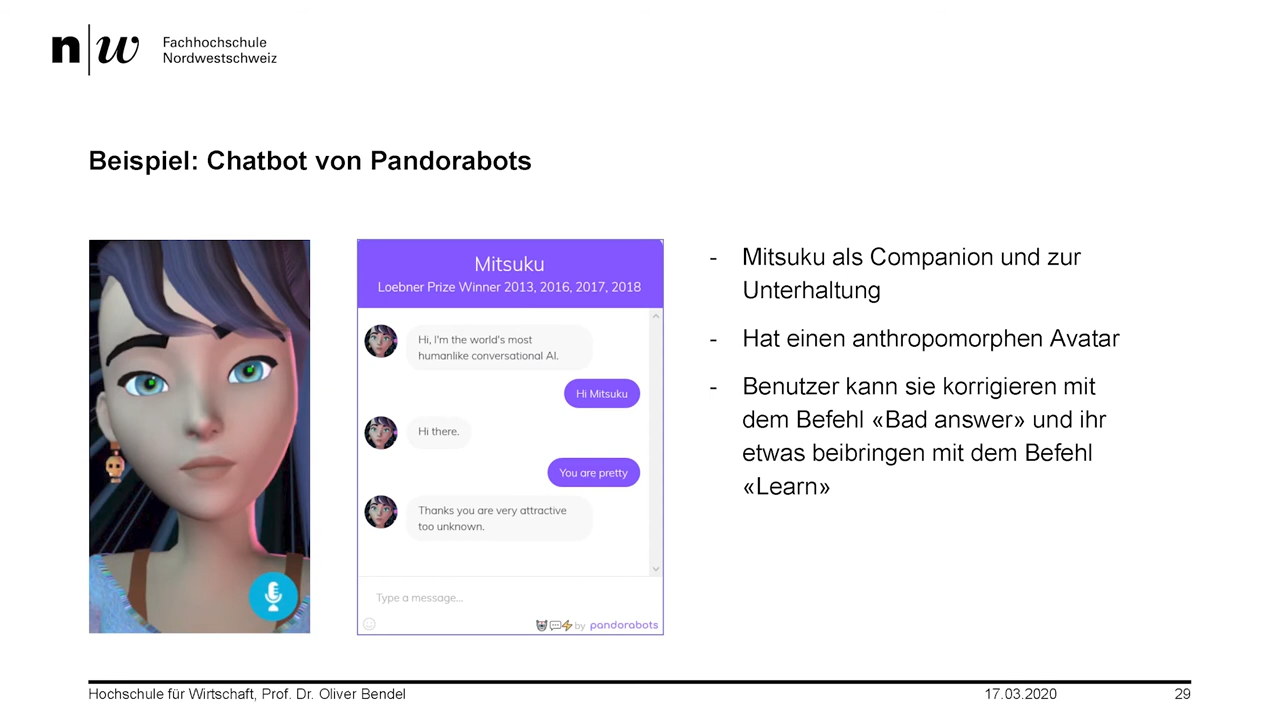 n|w Fachhochschule
Nordwestschweiz
Beispiel: Chatbot von Pandorabots
Mitsuku
Loebner Prize Winner 2013, 2016, 2017, 2018
Hi, I'm the world's most
humanlike conversational AI.
Hi Mitsuku
Hi there.
You are pretty
Thanks you are very attractive
too unknown.
Type a message...
by pandorabots
- Mitsuku als Companion und zur
Unterhaltung
- Hat einen anthropomorphen Avatar
- Benutzer kann sie korrigieren mit
dem Befehl «Bad answer» und ihr
etwas beibringen mit dem Befehl
«Learn»
Hochschule für Wirtschaft, Prof. Dr. Oliver Bendel
17.03.2020
29